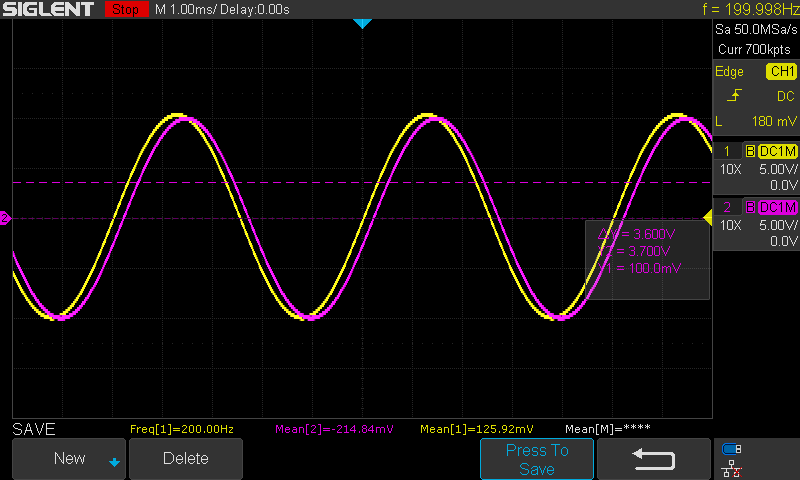 SIGLENT Stop M 1.00ms/ Delay:0.00s f = 199.998Hz
Sa 50.0MSa/s
Curr 700kpts
Edge CH1
DC
L 180 mV
1 B DC1M
10X 5.00V/
0.0V
2 B DC1M
10X 5.00V/
0.0V
2
= 3.600V
= 3.700V
1 = 100.0mV
SAVE Freq[1]=200.00Hz Mean[2]=-214.84mV Mean[1]=125.92mV Mean[M]=****
New Delete Press To
Save